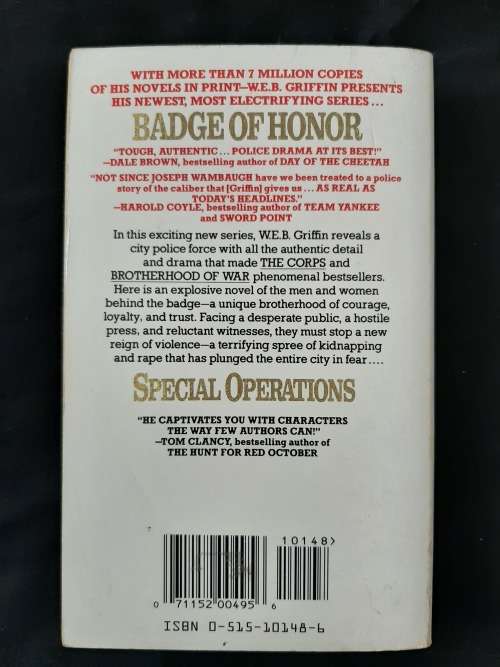 WITH MORE THAN 7 MILLION COPIES
OF HIS NOVELS IN PRINT—W.E.B. GRIFFIN PRESENTS
HIS NEWEST, MOST ELECTRIFYING SERIES...
BADGE OF HONOR
"TOUGH, AUTHENTIC... POLICE DRAMA AT ITS BEST!"
—DALE BROWN, bestselling author of DAY OF THE CHEETAH
"NOT SINCE JOSEPH WAMBAUGH have we been treated to a police
story of the caliber that [Griffin] gives us... AS REAL AS
TODAY'S HEADLINES."
—HAROLD COYLE, bestselling author of TEAM YANKEE
and SWORD POINT
In this exciting new series, W.E.B. Griffin reveals a
city police force with all the authentic detail
and drama that made THE CORPS and
BROTHERHOOD OF WAR phenomenal bestsellers.
Here is an explosive novel of the men and women
behind the badge—a unique brotherhood of courage,
loyalty, and trust. Facing a desperate public, a hostile
press, and reluctant witnesses, they must stop a new
reign of violence—a terrifying spree of kidnapping
and rape that has plunged the entire city in fear....
SPECIAL OPERATIONS
"HE CAPTIVATES YOU WITH CHARACTERS
THE WAY FEW AUTHORS CAN!"
—TOM CLANCY, bestselling author of
THE HUNT FOR RED OCTOBER
10148>
0 71152 00495 6
ISBN 0-515-10148-6